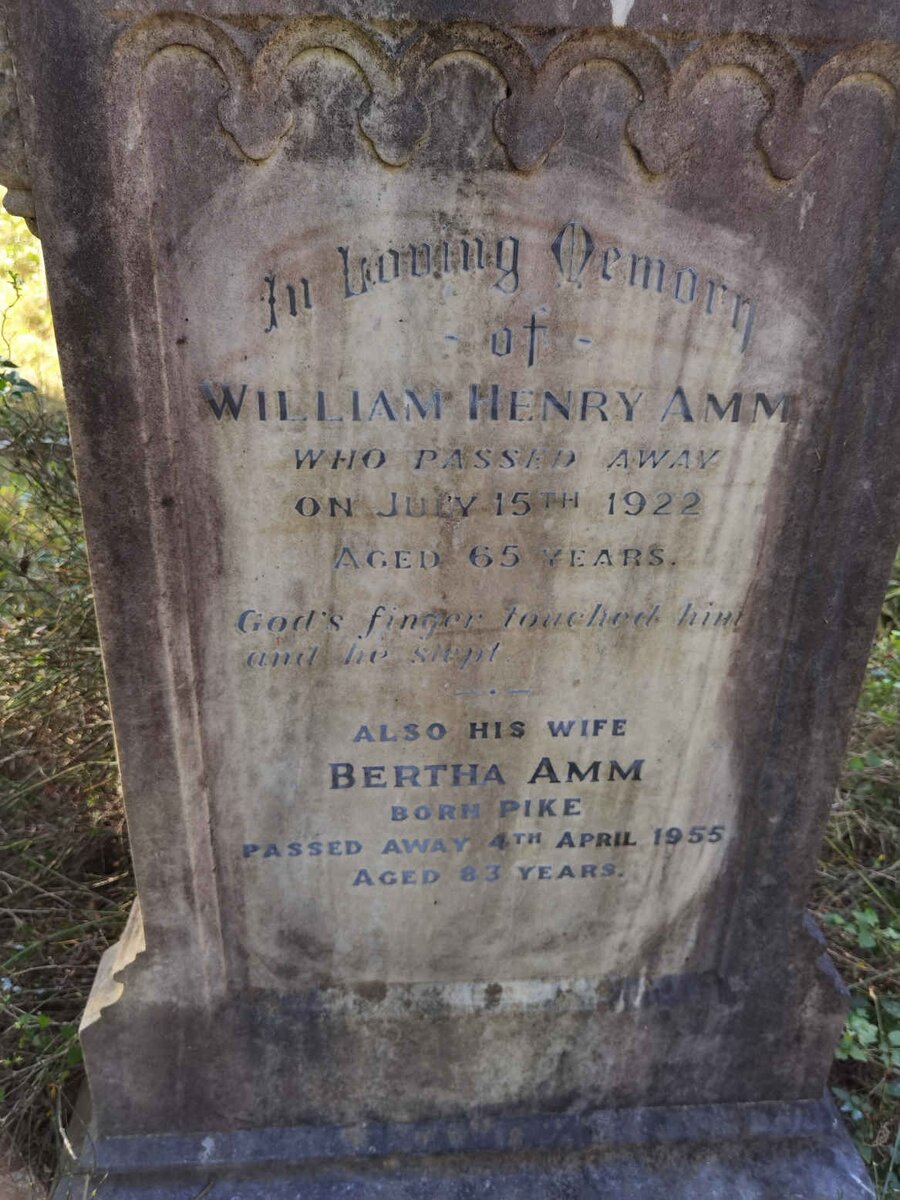 In Loving Memory
- of -
WILLIAM HENRY AMM
WHO PASSED AWAY
ON JULY 15TH 1922
AGED 65 YEARS.
God's finger touched him
and he slept.
ALSO HIS WIFE
BERTHA AMM
BORN PIKE
PASSED AWAY 4TH APRIL 1955
AGED 83 YEARS.